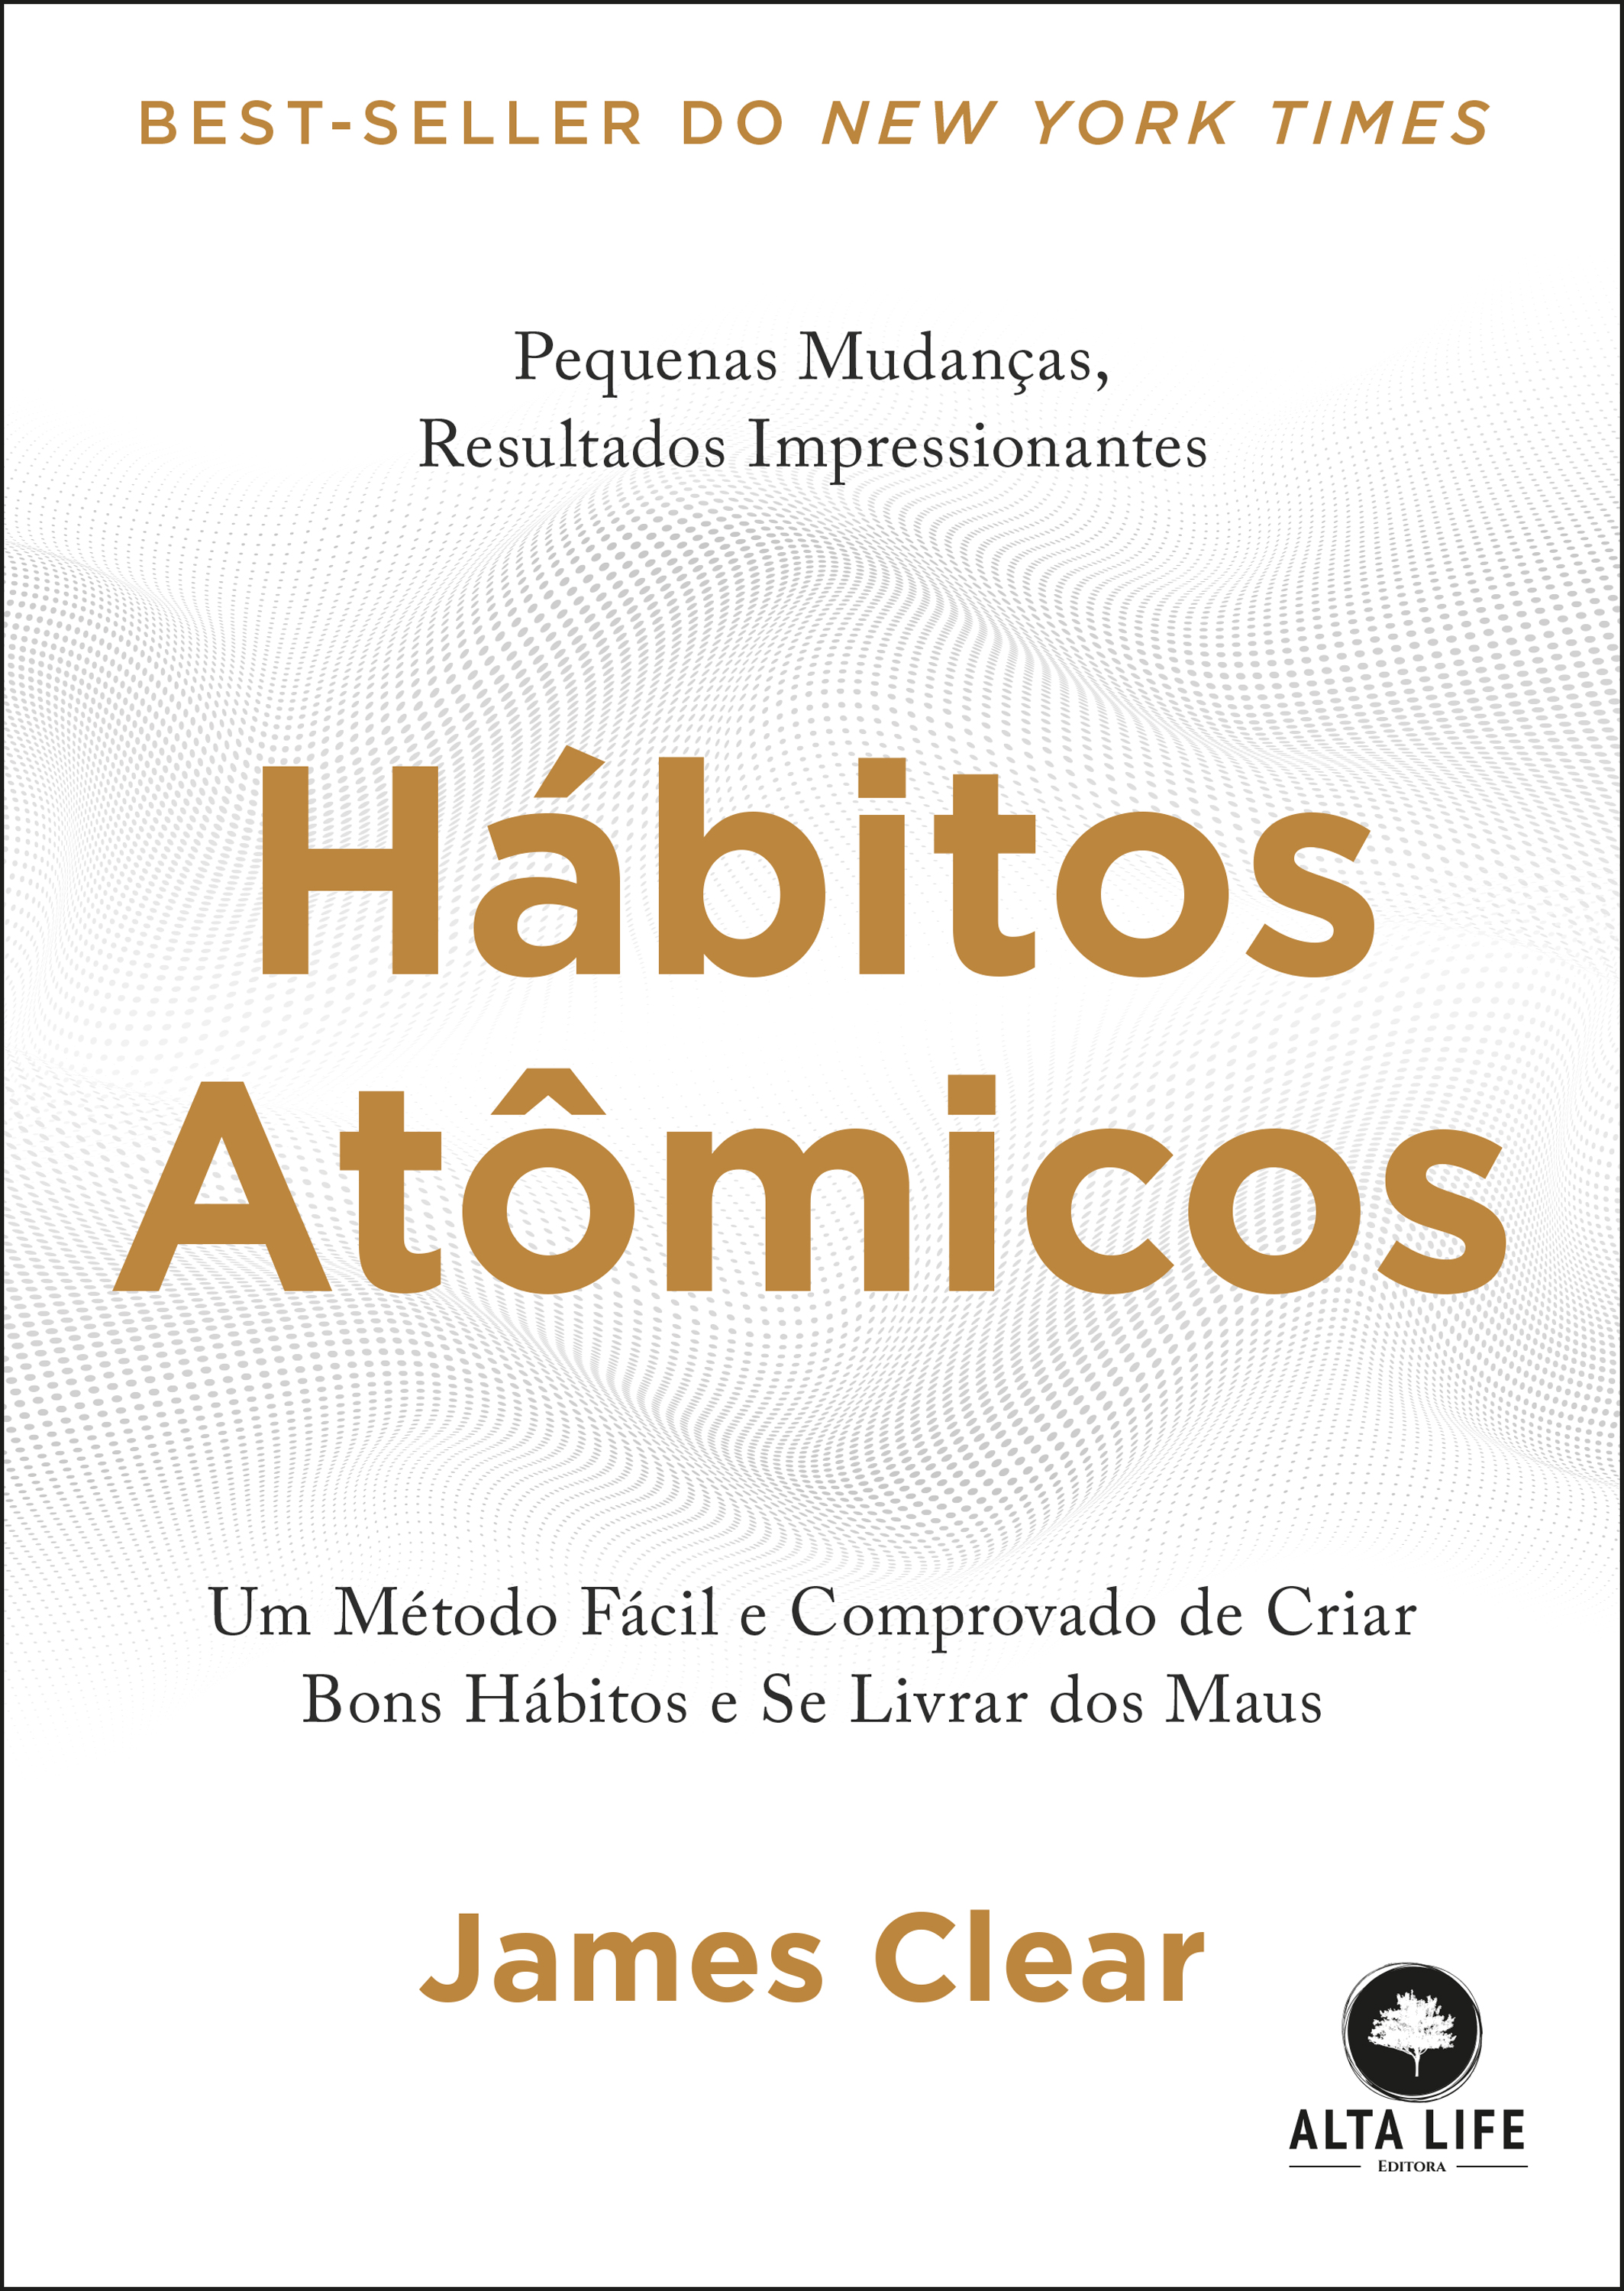 BEST-SELLER DO NEW YORK TIMES
Pequenas Mudanças,
Resultados Impressionantes
Hábitos
Atômicos
Um Método Fácil e Comprovado de Criar
Bons Hábitos e Se Livrar dos Maus
James Clear
ALTA LIFE
EDITORA